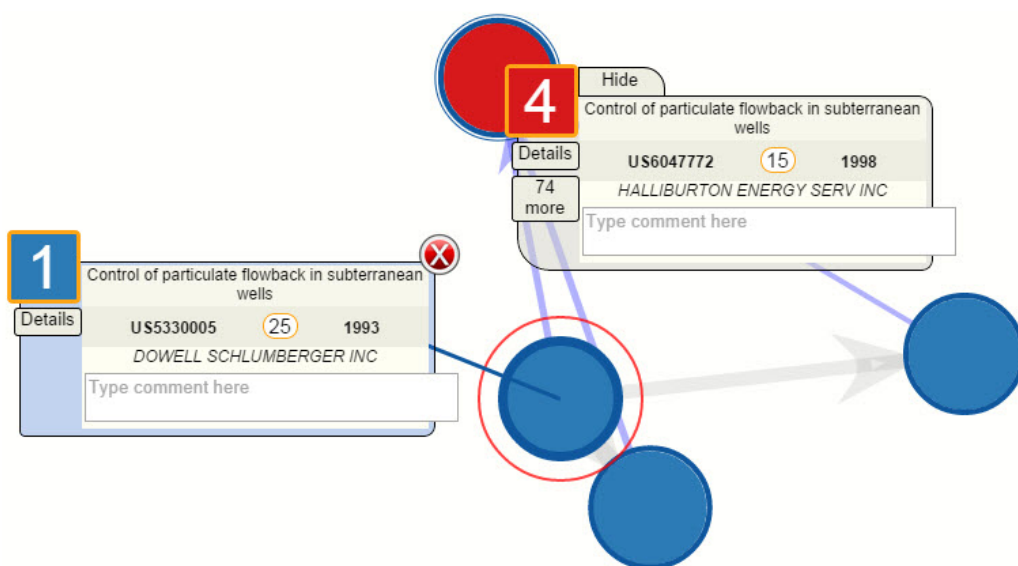 Hide
4
Control of particulate flowback in subterranean
wells
Details
US6047772 15 1998
74
more
HALLIBURTON ENERGY SERV INC
Type comment here
1
X
Control of particulate flowback in subterranean
wells
Details
US5330005 25 1993
DOWELL SCHLUMBERGER INC
Type comment here